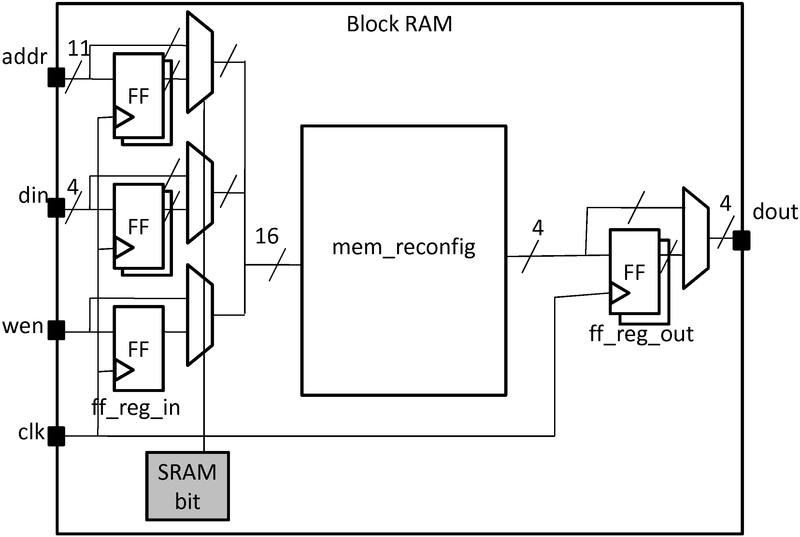 Block RAM
addr
11
FF
din
4
FF
16
mem_reconfig
4
4
dout
FF
ff_reg_out
wen
FF
ff_reg_in
clk
SRAM
bit